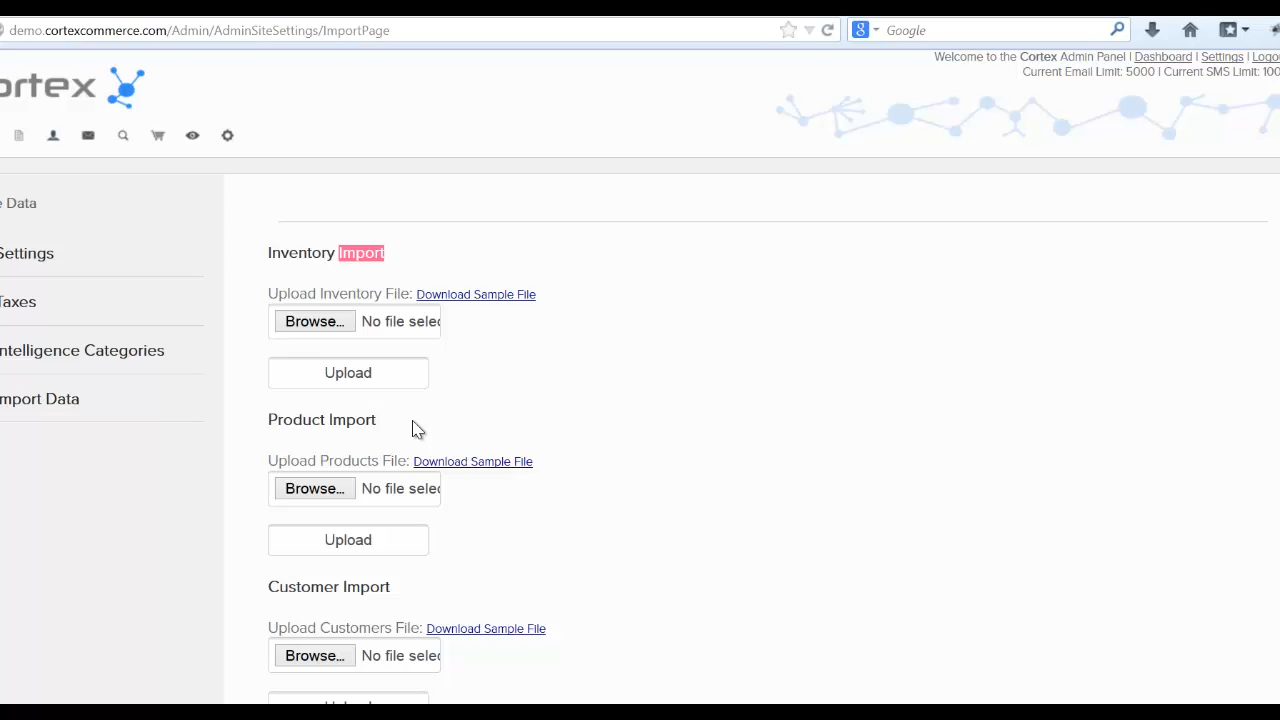 demo.cortexcommerce.com/Admin/AdminSiteSettings/ImportPage
Google
Welcome to the Cortex Admin Panel | Dashboard | Settings | Logou
Current Email Limit: 5000 | Current SMS Limit: 100
ortex
e Data
Settings
Taxes
ntelligence Categories
mport Data
Inventory Import
Upload Inventory File: Download Sample File
Browse... No file selec
Upload
Product Import
Upload Products File: Download Sample File
Browse... No file selec
Upload
Customer Import
Upload Customers File: Download Sample File
Browse... No file selec